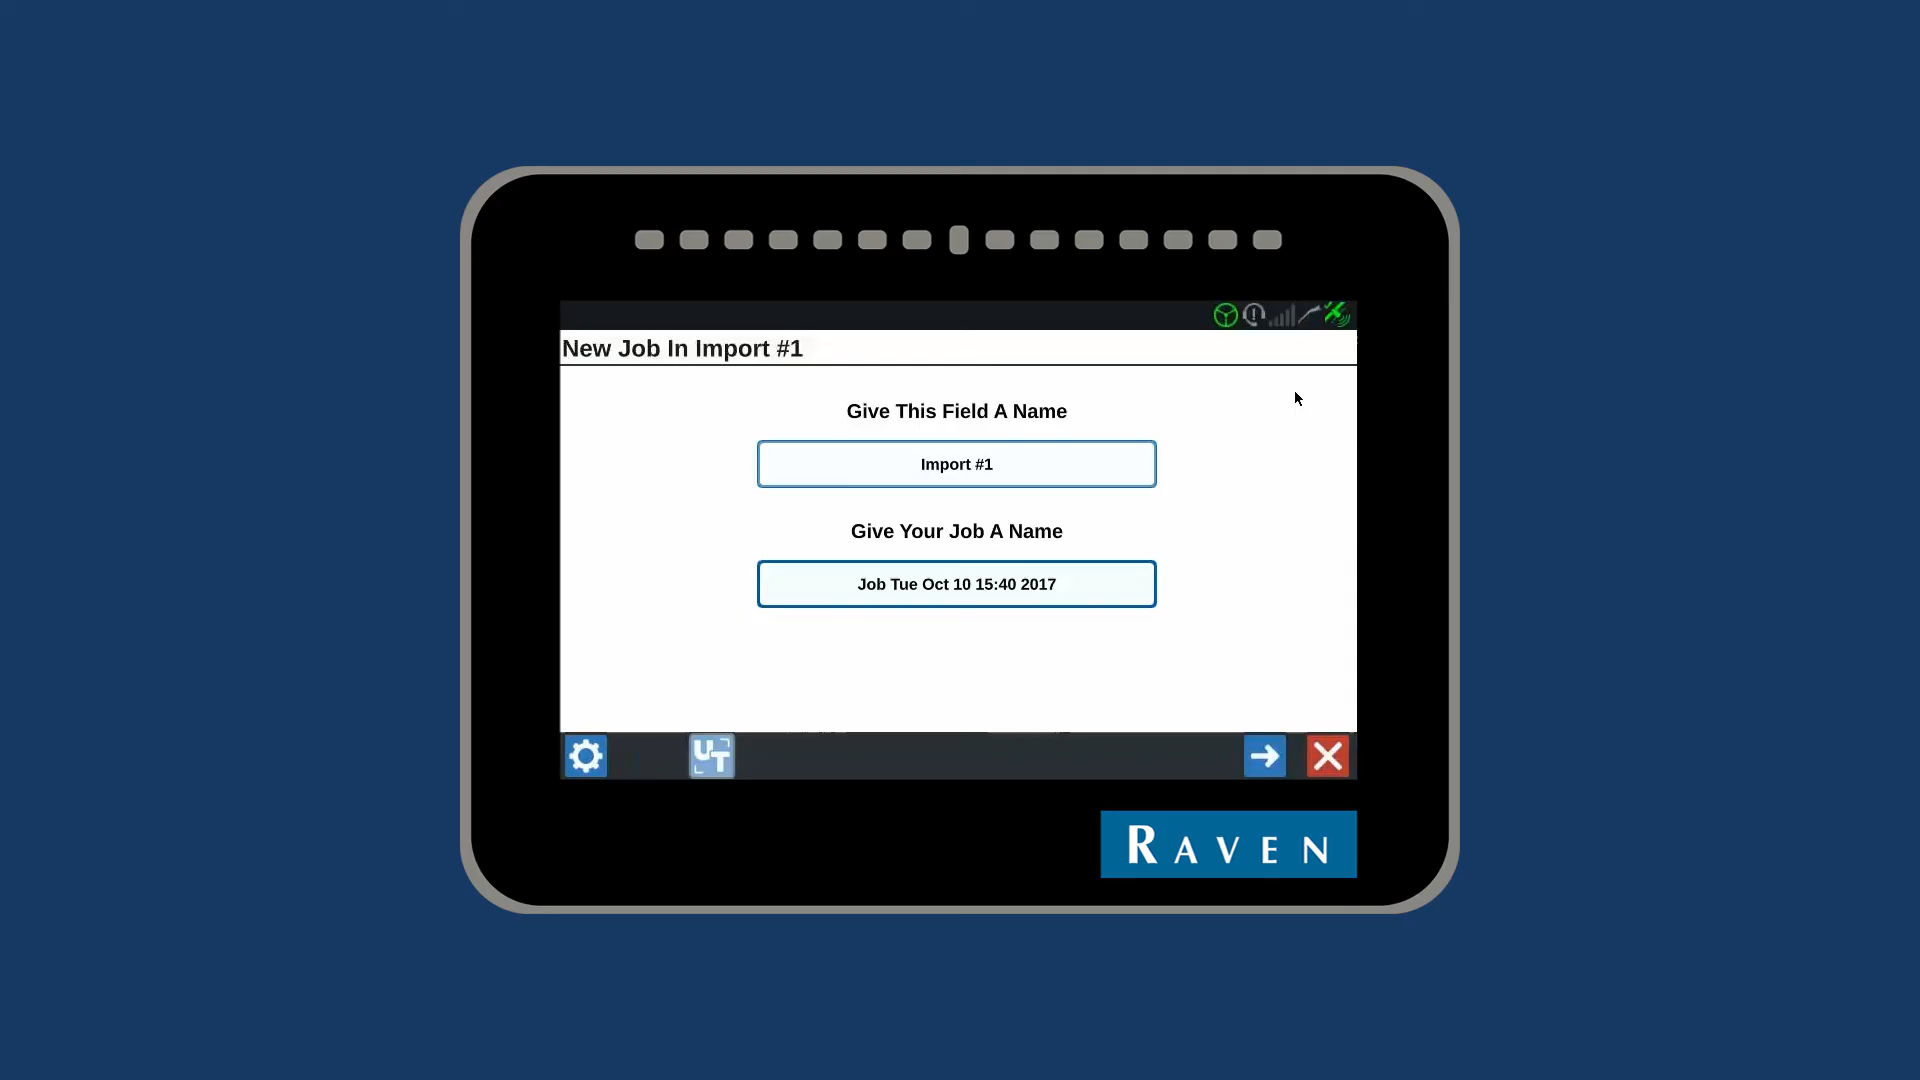 New Job In Import #1
Give This Field A Name
Import #1
Give Your Job A Name
Job Tue Oct 10 15:40 2017
UT
RAVEN